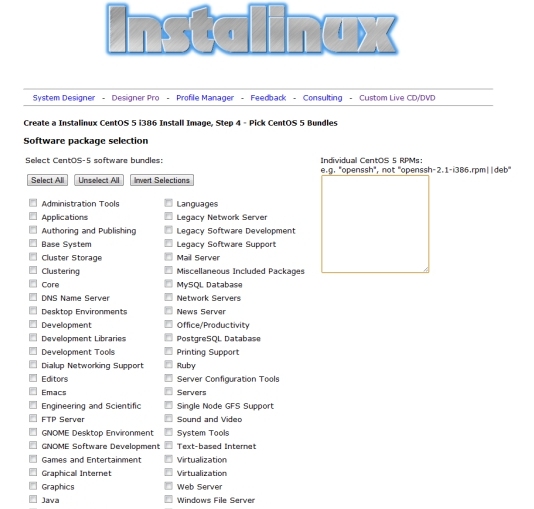 Instalinux
System Designer - Designer Pro - Profile Manager - Feedback - Consulting - Custom Live CD/DVD
Create a Instalinux CentOS 5 i386 Install Image, Step 4 - Pick CentOS 5 Bundles
Software package selection
Select CentOS-5 software bundles:
Select All Unselect All Invert Selections
Administration Tools
Applications
Authoring and Publishing
Base System
Cluster Storage
Clustering
Core
DNS Name Server
Desktop Environments
Development
Development Libraries
Development Tools
Dialup Networking Support
Editors
Emacs
Engineering and Scientific
FTP Server
GNOME Desktop Environment
GNOME Software Development
Games and Entertainment
Graphical Internet
Graphics
Java
Languages
Legacy Network Server
Legacy Software Development
Legacy Software Support
Mail Server
Miscellaneous Included Packages
MySQL Database
Network Servers
News Server
Office/Productivity
PostgreSQL Database
Printing Support
Ruby
Server Configuration Tools
Servers
Single Node GFS Support
Sound and Video
System Tools
Text-based Internet
Virtualization
Virtualization
Web Server
Windows File Server
Individual CentOS 5 RPMs:
e.g. "openssh", not "openssh-2.1-i386.rpm||deb"